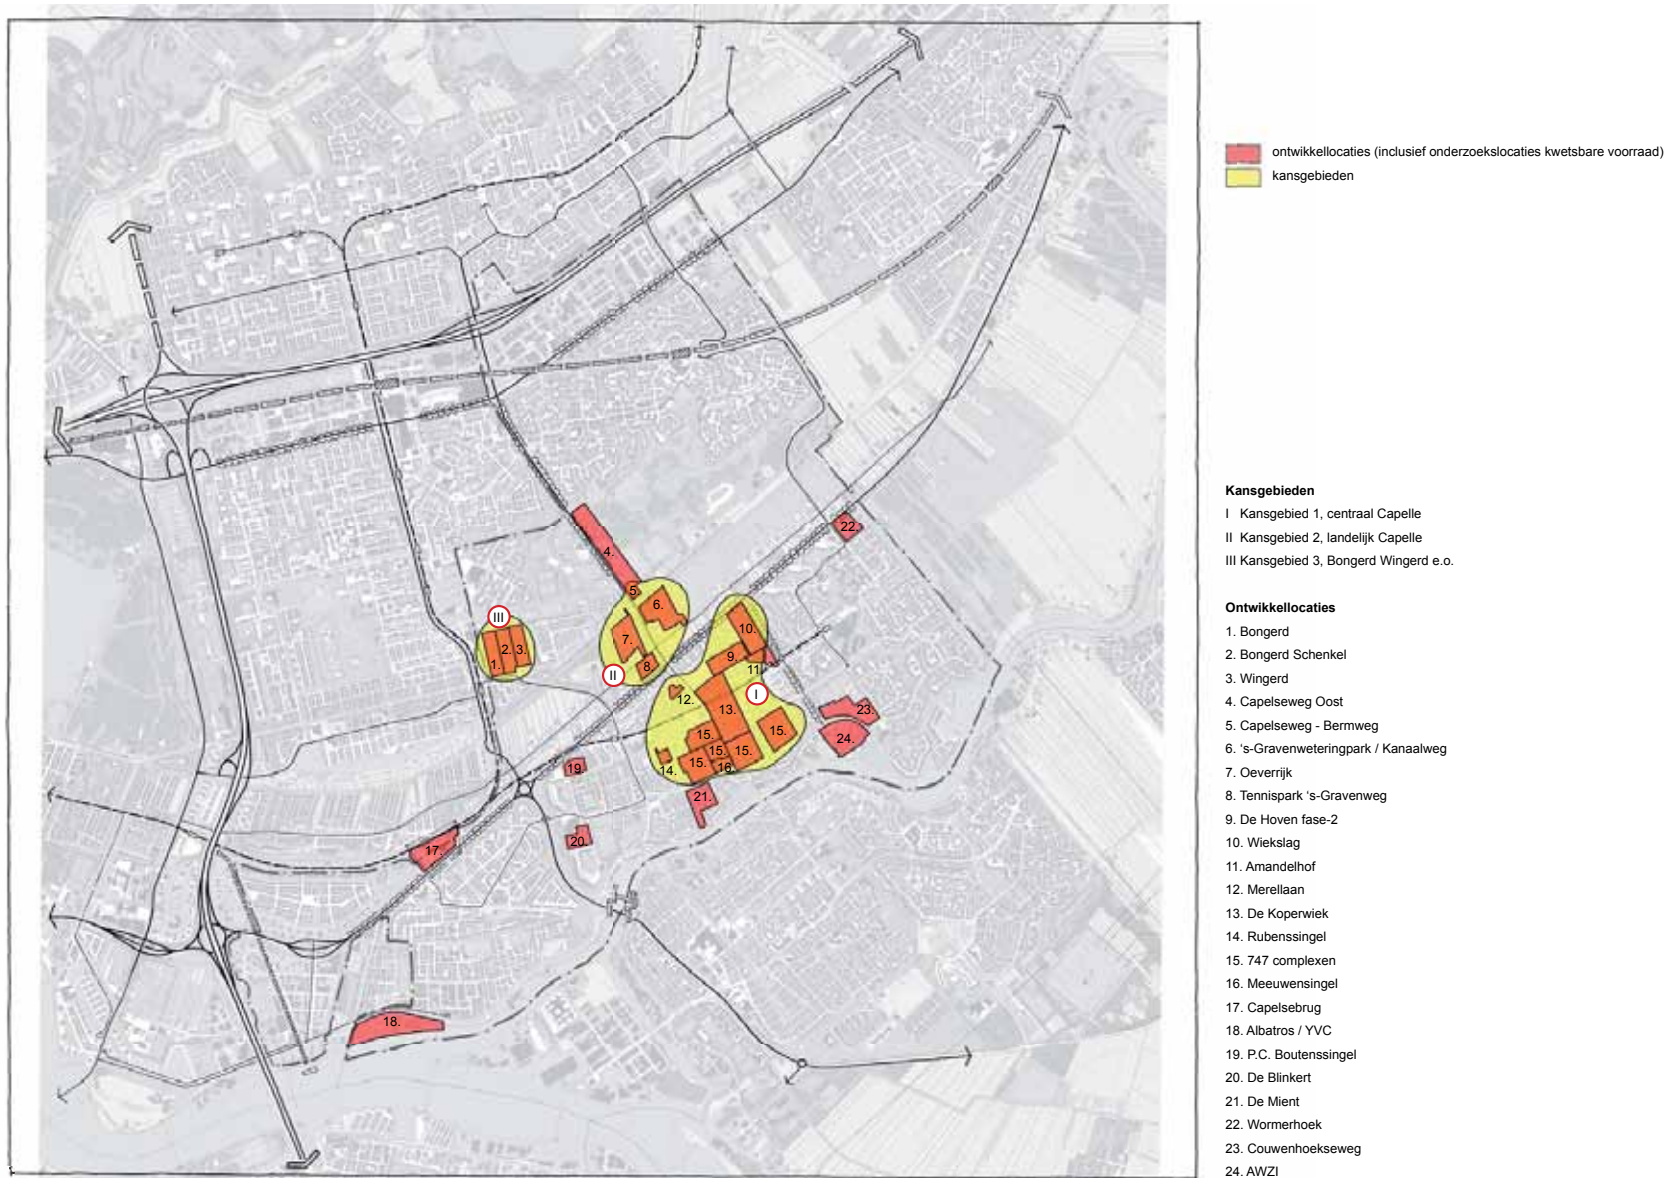 ontwikkellocaties (inclusief onderzoekslocaties kwetsbare voorraad)
kansgebieden
Kansgebieden
I Kansgebied 1, centraal Capelle
II Kansgebied 2, landelijk Capelle
III Kansgebied 3, Bongerd Wingerd e.o.
Ontwikkellocaties
1. Bongerd
2. Bongerd Schenkel
3. Wingerd
4. Capelseweg Oost
5. Capelseweg - Bermweg
6. ‘s-Gravenweteringpark / Kanaalweg
7. Oeverrijk
8. Tennispark ‘s-Gravenweg
9. De Hoven fase-2
10. Wiekslag
11. Amandelhof
12. Merellaan
13. De Koperwiek
14. Rubenssingel
15. 747 complexen
16. Meeuwensingel
17. Capelsebrug
18. Albatros / YVC
19. P.C. Boutenssingel
20. De Blinkert
21. De Mient
22. Wormerhoek
23. Couwenhoekseweg
24. AWZI
22.
4.
5.
6.
III
7.
10.
2. 3.
1.
9.
8.
11.
II
12.
I
13.
23.
15.
15.
24.
15.
15.
15.
14.
16.
19.
21.
20.
17.
18.